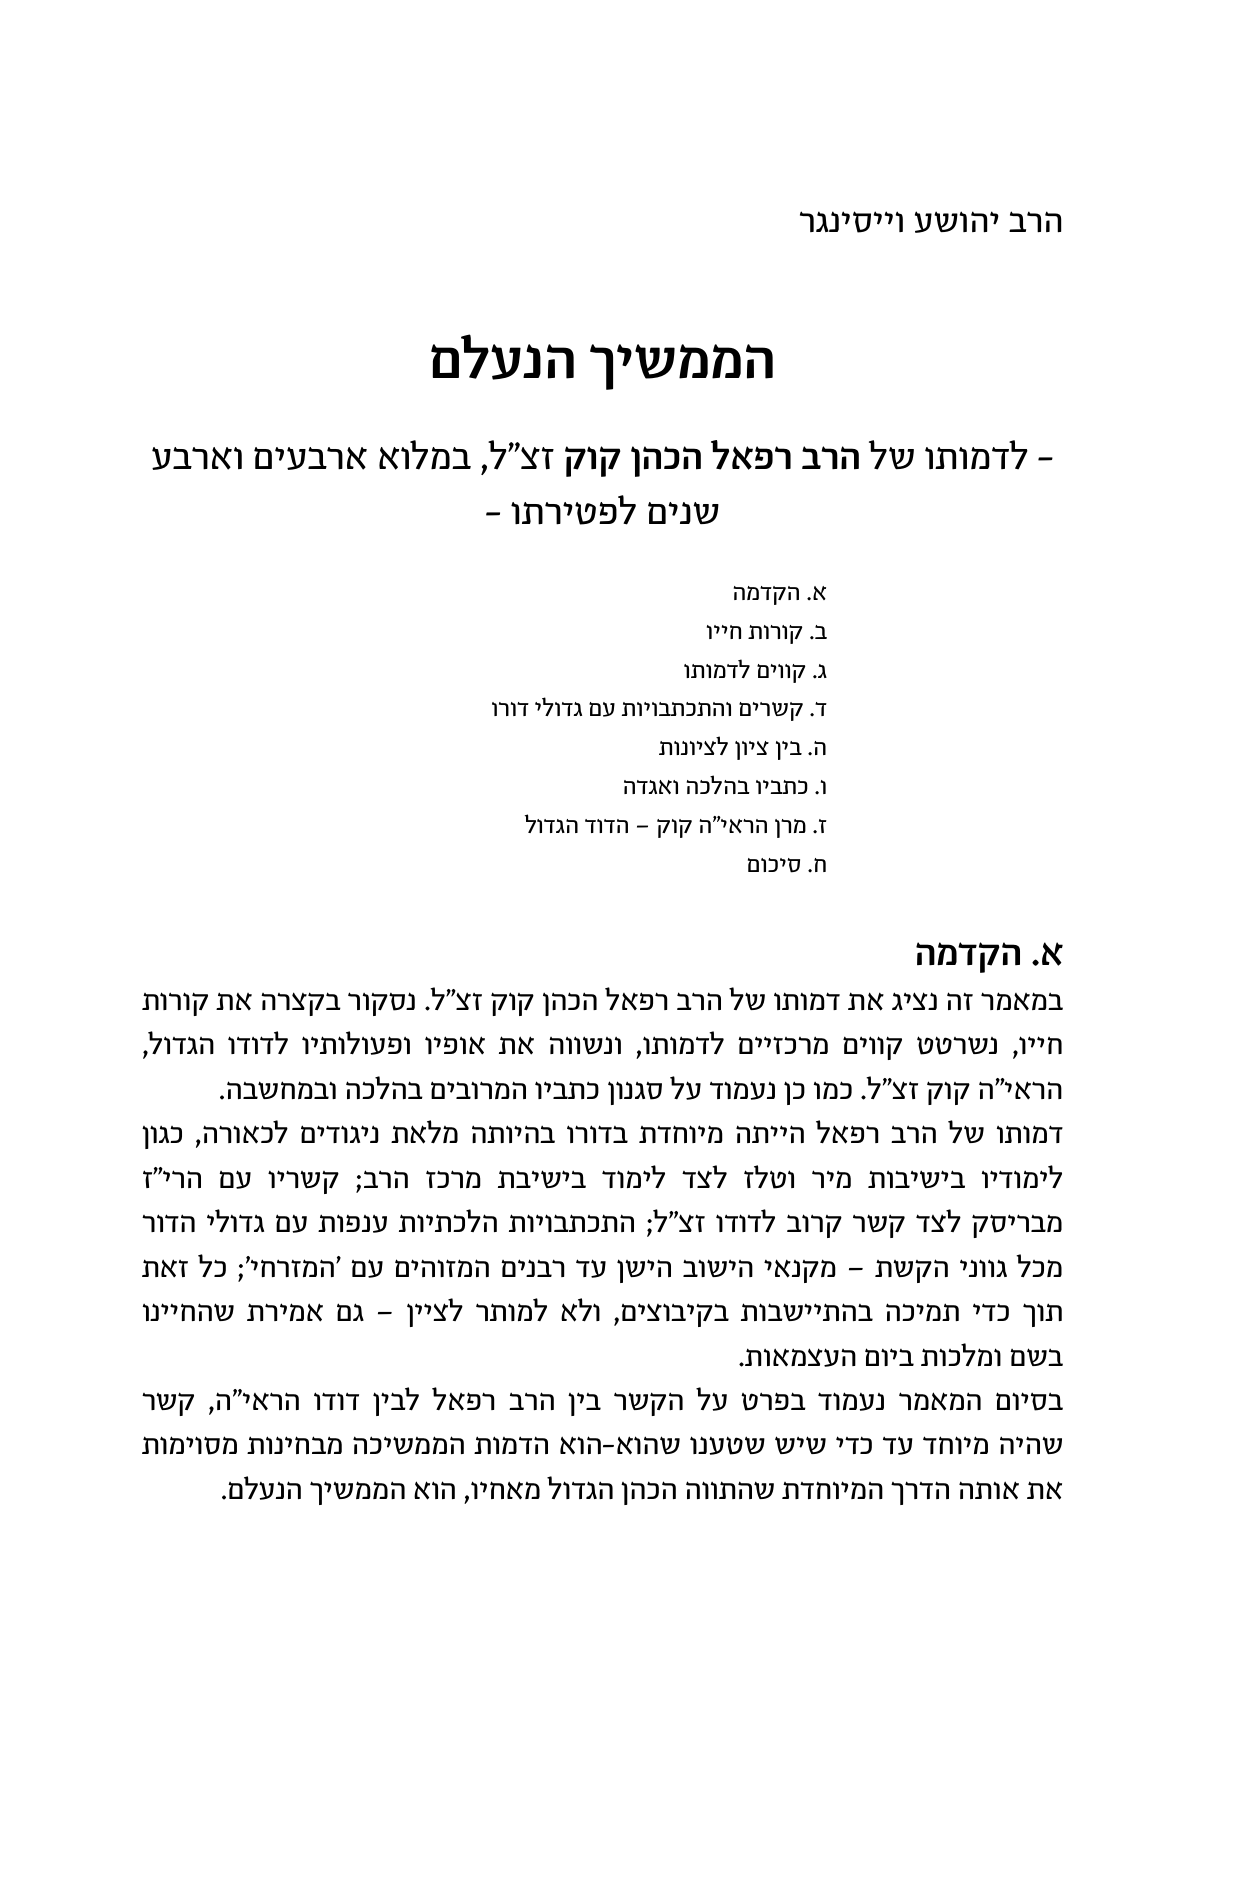 הרב יהושע וייסינגר
הממשיך הנעלם
– לדמותו של הרב רפאל הכהן קוק זצ"ל, במלוא ארבעים וארבע
שנים לפטירתו –
א. הקדמה
ב. קורות חייו
ג. קווים לדמותו
ד. קשרים והתכתבויות עם גדולי דורו
ה. בין ציון לציונות
ו. כתביו בהלכה ואגדה
ז. מרן הראי"ה קוק – הדוד הגדול
ח. סיכום
א. הקדמה
במאמר זה נציג את דמותו של הרב רפאל הכהן קוק זצ"ל. נסקור בקצרה את קורות
חייו, נשרטט קווים מרכזיים לדמותו, ונשווה את אופיו ופעולותיו לדודו הגדול,
הראי"ה קוק זצ"ל. כמו כן נעמוד על סגנון כתביו המרובים בהלכה ובמחשבה.
דמותו של הרב רפאל הייתה מיוחדת בדורו בהיותה מלאת ניגודים לכאורה, כגון
לימודיו בישיבות מיר וטלז לצד לימוד בישיבת מרכז הרב; קשריו עם הרי"ז
מבריסק לצד קשר קרוב לדודו זצ"ל; התכתבויות הלכתיות ענפות עם גדולי הדור
מכל גווני הקשת – מקנאי הישוב הישן עד רבנים המזוהים עם 'המזרחי'; כל זאת
תוך כדי תמיכה בהתיישבות בקיבוצים, ולא למותר לציין – גם אמירת שהחיינו
בשם ומלכות ביום העצמאות.
בסיום המאמר נעמוד בפרט על הקשר בין הרב רפאל לבין דודו הראי"ה, קשר
שהיה מיוחד עד כדי שיש שטענו שהוא-הוא הדמות הממשיכה מבחינות מסוימות
את אותה הדרך המיוחדת שהתווה הכהן הגדול מאחיו, הוא הממשיך הנעלם.